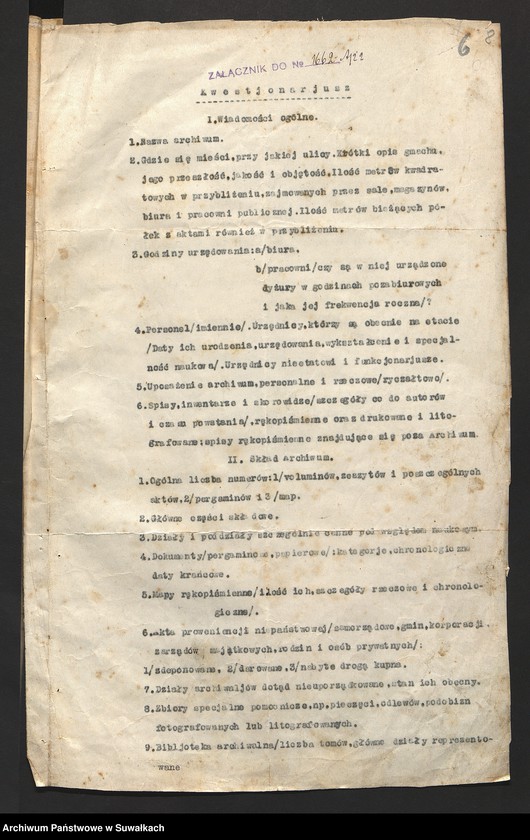 6 8
ZAŁĄCZNIK DO № 1662
Kwestjonarjusz
I.Wiadomości ogólne.
1.Nazwa archiwum.
2.Gdzie się mieści,przy jakiej ulicy.Krótki opis gmachu,
jego przeszłość,jakość i objętość.Ilość metrów kwadra-
towych w przybliżeniu,zajmowanych przez sale,magazynów,
biura i pracowni publicznej.Ilość metrów bieżących pó-
łek z aktami również w przybliżeniu.
3.Godziny urzędowania:a/biura.
b/pracowni/czy są w niej urządzone
dyżury w godzinach pozabiurowych
i jaka jej frekwencja roczna/?
4.Personel/imiennie/.Urzędnicy,którzy są obecnie na etacie
/Daty ich urodzenia,urzędowania,wykształcenie i specjal-
ność naukowa/.Urzędnicy nieetatowi i funkcjonarjusze.
5.Uposażenie archiwum,personalne i rzeczowe/ryczałtowo/.
6.Spisy,inwentarze i skorowidze/szczegóły co do autorów
i czasu powstania/,rękopiśmienne oraz drukowane i lito-
grafowane:spisy rękopiśmienne znajdujące się poza Archiwum.
II. Skład Archiwum.
1.Ogólna liczba numerów:1/voluminów,zeszytów i poszczególnych
aktów,2/pergaminów i 3/map.
2.Główne części składowe.
3.Działy i poddziały szczególnie cenne pod względem naukowym.
4.Dokumenty/pergaminowe,papierowe/:kategorje,chronologiczne
daty krańcowe.
5.Mapy rękopiśmienne/ilość ich,szczegóły rzeczowe i chronolo-
giczne/.
6.akta proweniencji niepaństwowej/samorządowe,gmin,korporacji,
zarządów majątkowych,rodzin i osób prywatnych/:
1/zdeponowane, 2/darowane,3/nabyte drogą kupna.
7.Działy archiwaljów dotąd nieuporządkowane,stan ich obecny.
8.Zbiory specjalne pomocnicze,np.pieczęci,odlewów,podobizn
fotografowanych lub litografowanych.
9.Bibljoteka archiwalna/liczba tomów,główne działy reprezento-
wane
Archiwum Państwowe w Suwałkach